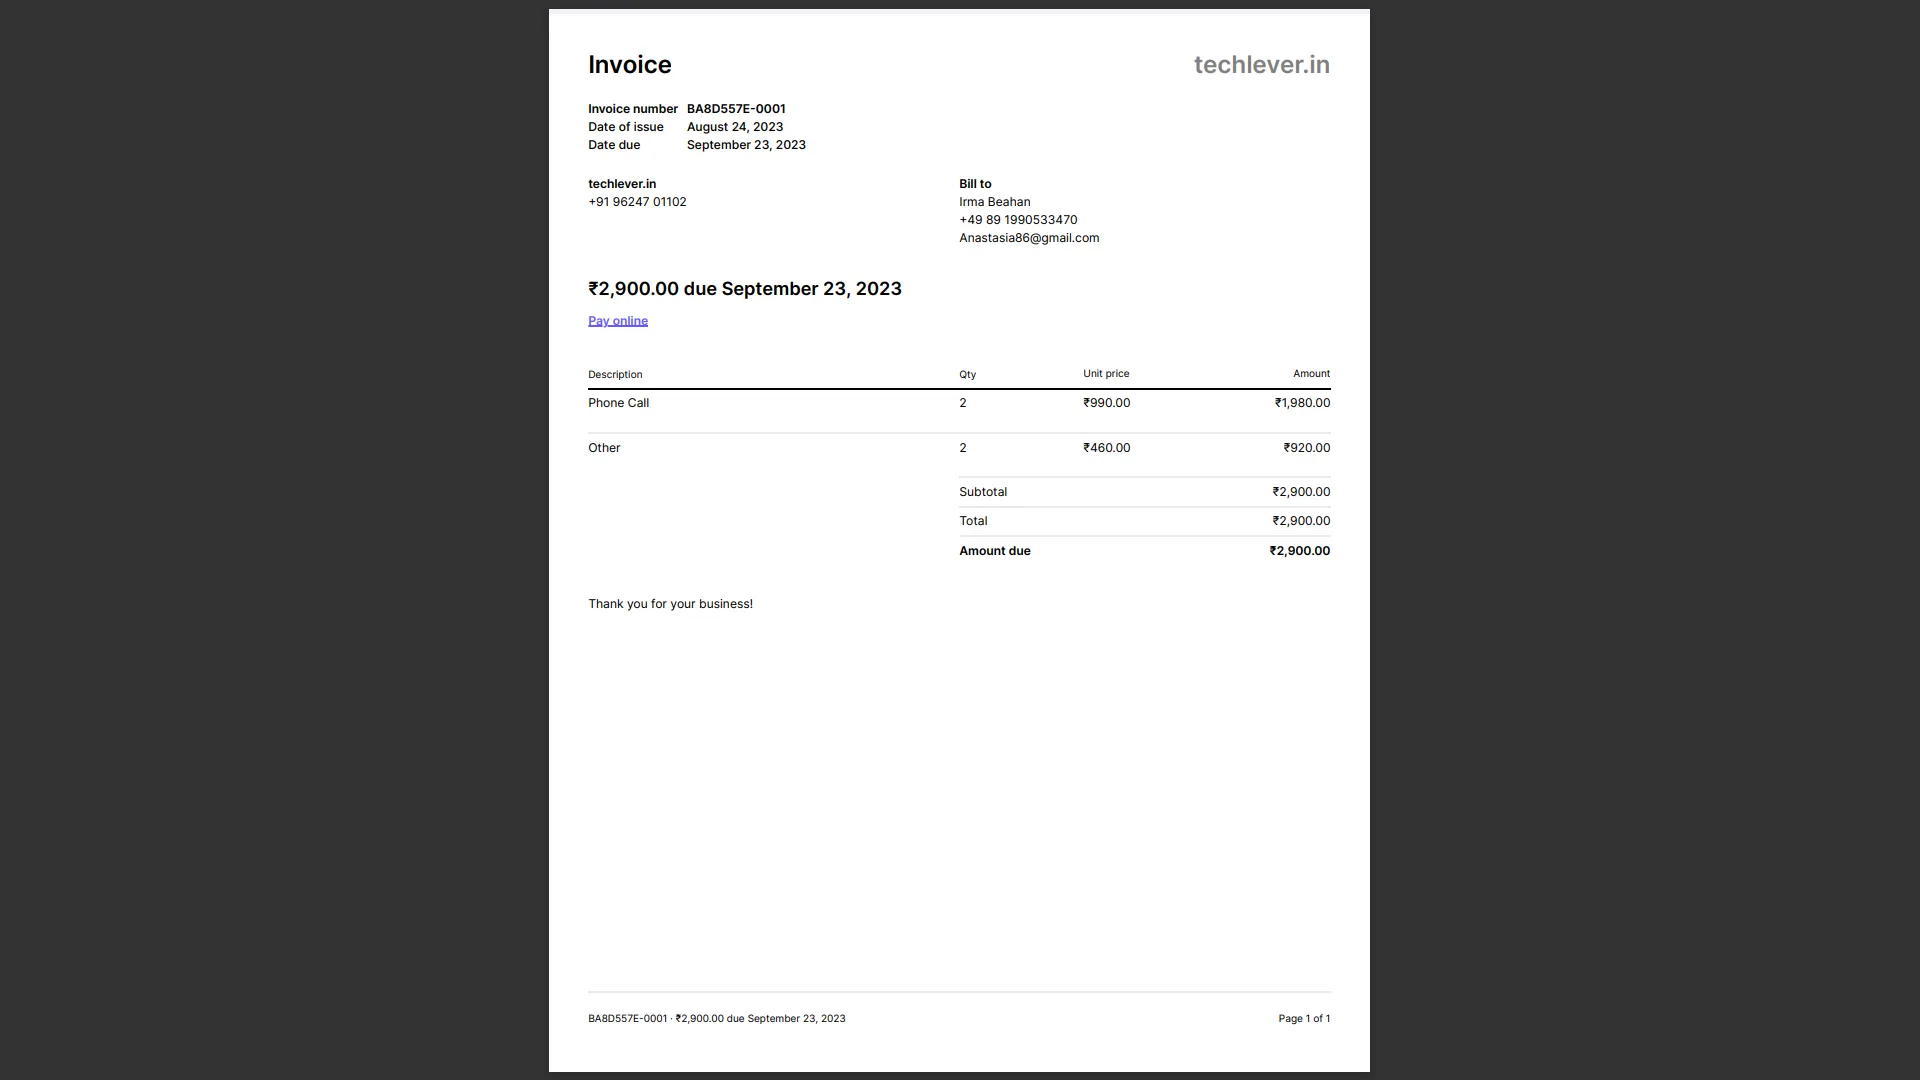 Invoice techlever.in
Invoice number BA8D557E-0001
Date of issue August 24, 2023
Date due September 23, 2023
techlever.in
+91 96247 01102
Bill to
Irma Beahan
+49 89 1990533470
Anastasia86@gmail.com
₹2,900.00 due September 23, 2023
Pay online
Description Qty Unit price Amount
Phone Call 2 ₹990.00 ₹1,980.00
Other 2 ₹460.00 ₹920.00
Subtotal ₹2,900.00
Total ₹2,900.00
Amount due ₹2,900.00
Thank you for your business!
BA8D557E-0001 · ₹2,900.00 due September 23, 2023 Page 1 of 1